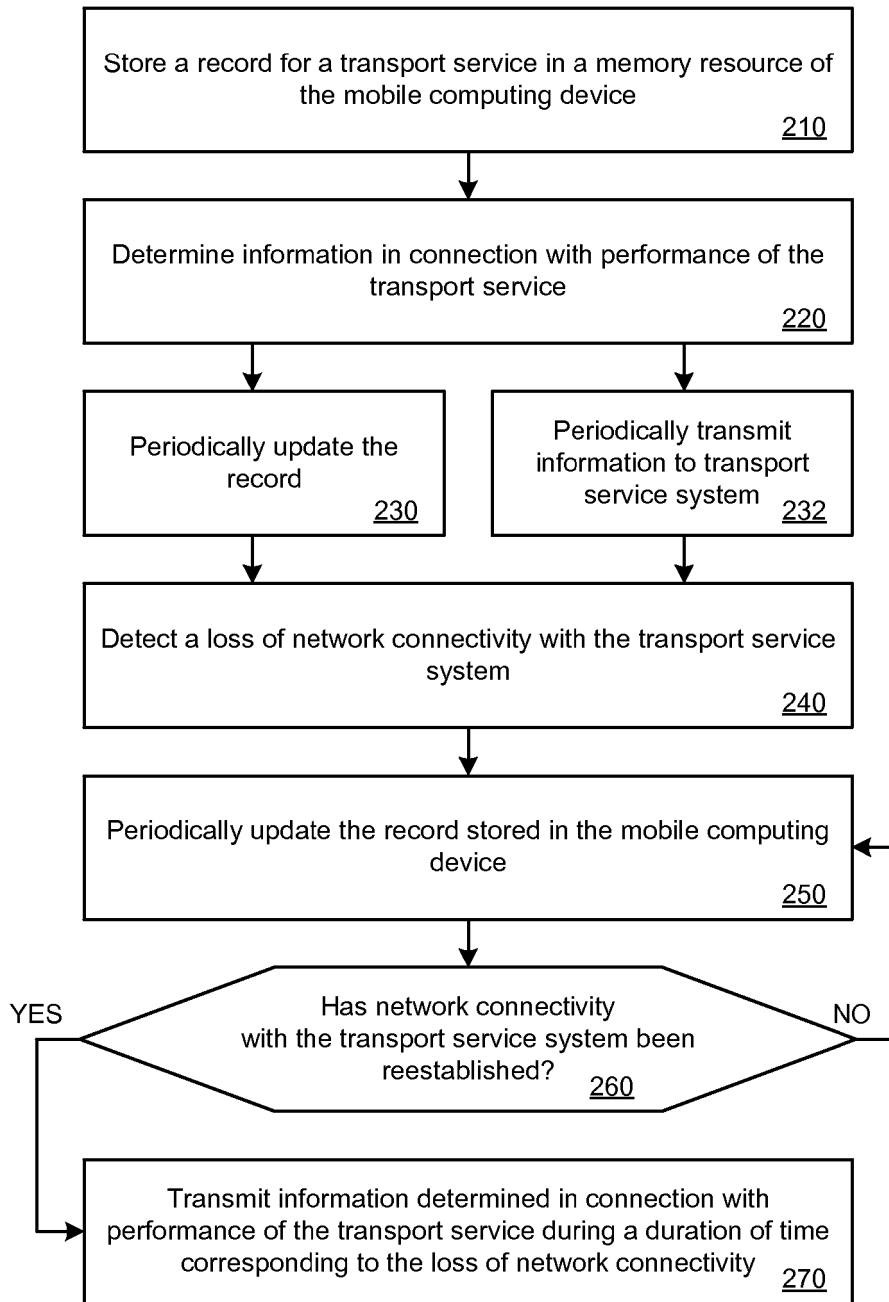 Store a record for a transport service in a memory resource of
the mobile computing device
210
Determine information in connection with performance of the
transport service
220
Periodically update the
record
230
Periodically transmit
information to transport
service system
232
Detect a loss of network connectivity with the transport service
system
240
Periodically update the record stored in the mobile computing
device
250
Has network connectivity
with the transport service system been
reestablished?
260
YES
NO
Transmit information determined in connection with
performance of the transport service during a duration of time
corresponding to the loss of network connectivity
270